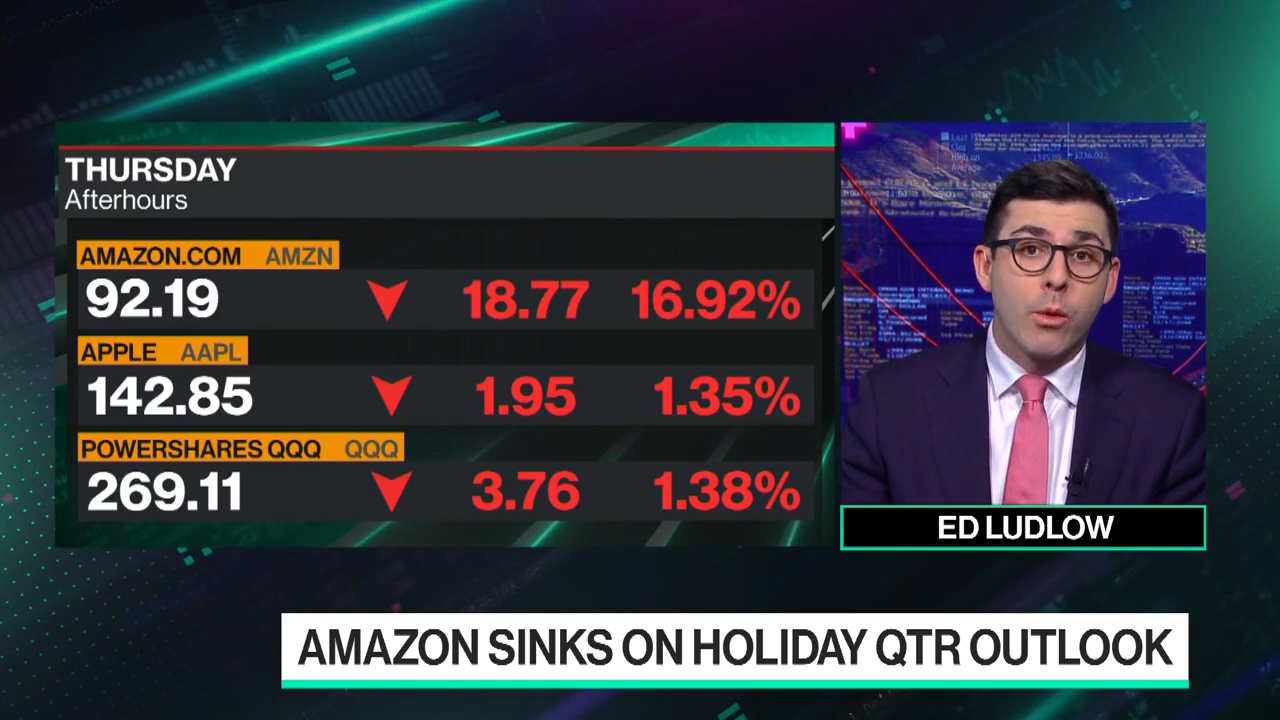 THURSDAY
Afterhours
AMAZON.COM AMZN
92.19 18.77 16.92%
APPLE AAPL
142.85 1.95 1.35%
POWERSHARES QQQ QQQ
269.11 3.76 1.38%
ED LUDLOW
AMAZON SINKS ON HOLIDAY QTR OUTLOOK